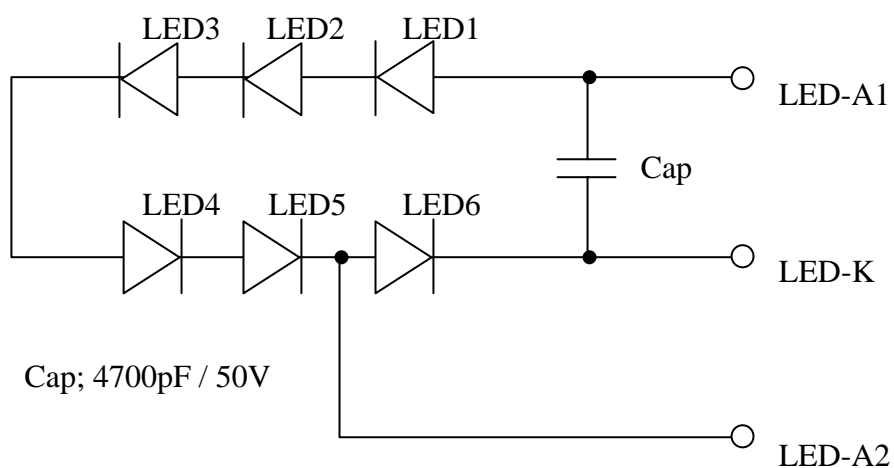 LED3
LED2
LED1
LED-A1
Cap
LED4
LED5
LED6
LED-K
Cap; 4700pF / 50V
LED-A2